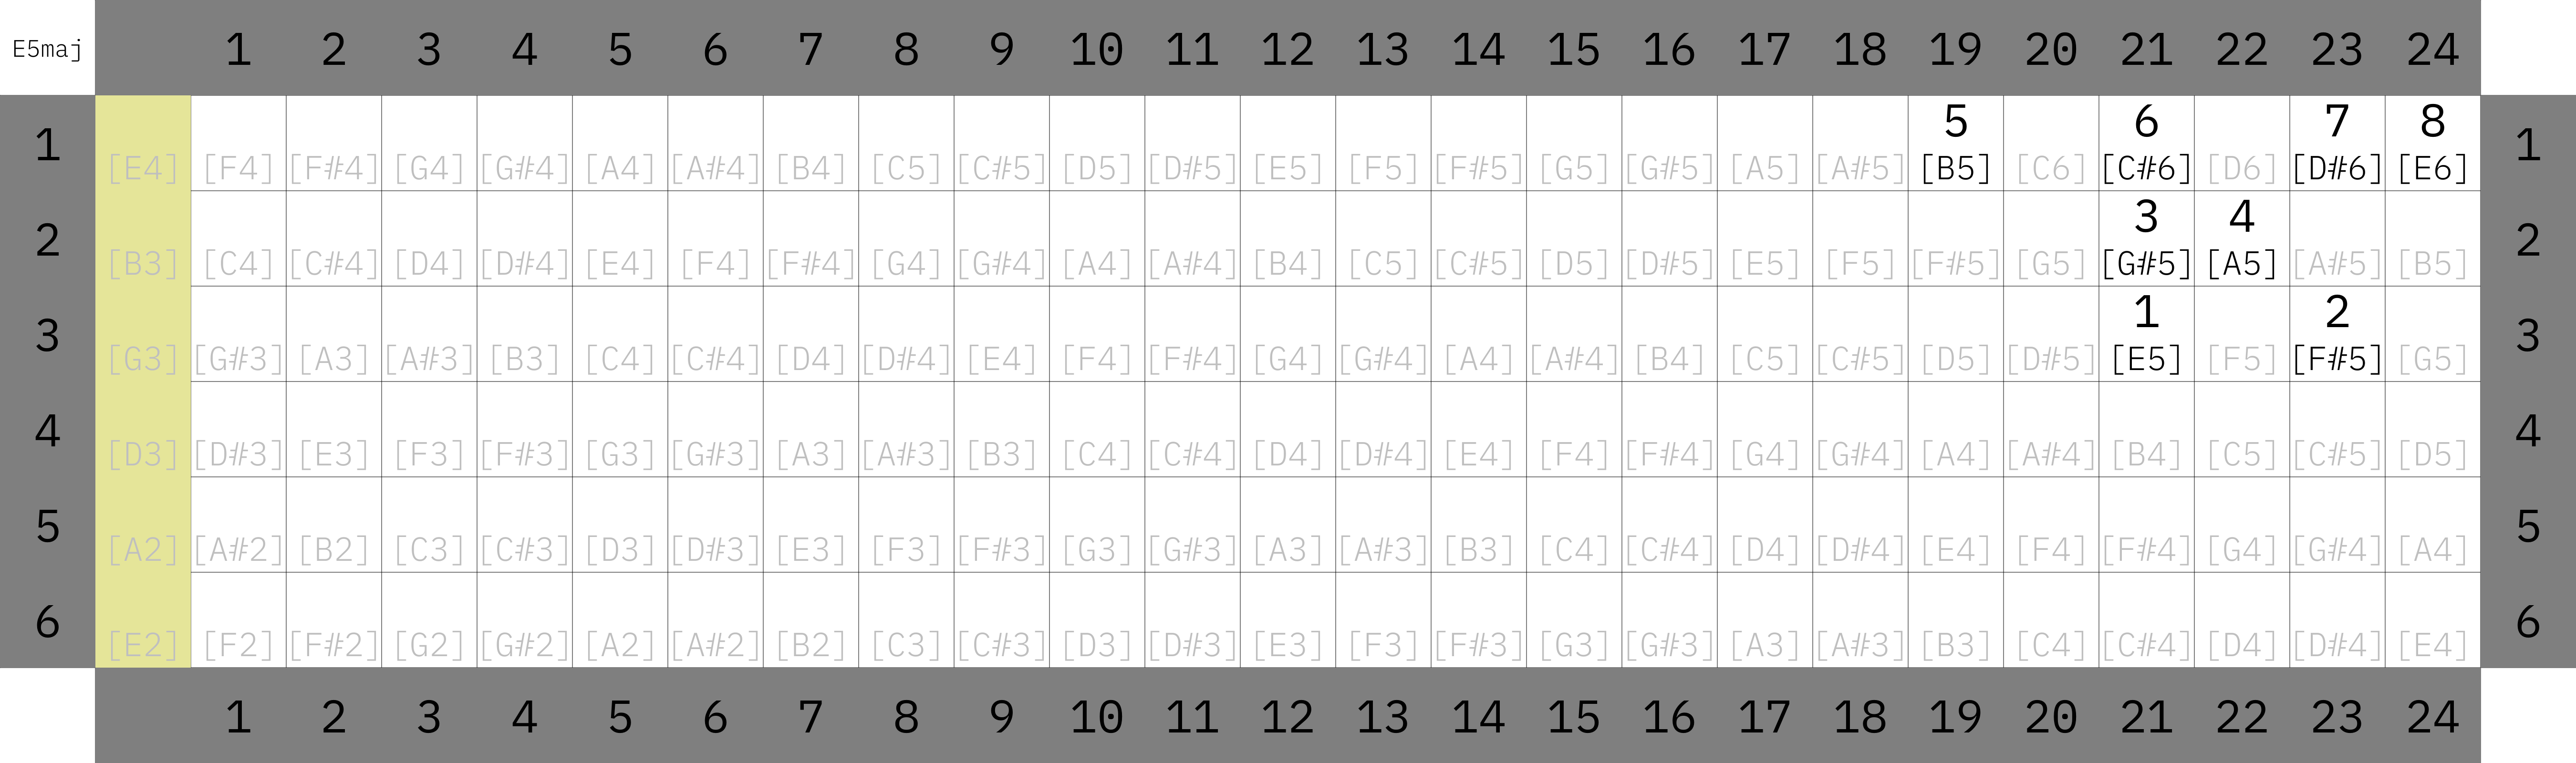 E5maj 1 2 3 4 5 6 7 8 9 10 11 12 13 14 15 16 17 18 19 20 21 22 23 24
5 6 7 8
1 [E4] [F4] [F#4] [G4] [G#4] [A4] [A#4] [B4] [C5] [C#5] [D5] [D#5] [E5] [F5] [F#5] [G5] [G#5] [A5] [A#5] [B5] [C6] [C#6] [D6] [D#6] [E6] 1
3 4
2 [B3] [C4] [C#4] [D4] [D#4] [E4] [F4] [F#4] [G4] [G#4] [A4] [A#4] [B4] [C5] [C#5] [D5] [D#5] [E5] [F5] [F#5] [G5] [G#5] [A5] [A#5] [B5] 2
1 2
3 [G3] [G#3] [A3] [A#3] [B3] [C4] [C#4] [D4] [D#4] [E4] [F4] [F#4] [G4] [G#4] [A4] [A#4] [B4] [C5] [C#5] [D5] [D#5] [E5] [F5] [F#5] [G5] 3
4 [D3] [D#3] [E3] [F3] [F#3] [G3] [G#3] [A3] [A#3] [B3] [C4] [C#4] [D4] [D#4] [E4] [F4] [F#4] [G4] [G#4] [A4] [A#4] [B4] [C5] [C#5] [D5] 4
5 [A2] [A#2] [B2] [C3] [C#3] [D3] [D#3] [E3] [F3] [F#3] [G3] [G#3] [A3] [A#3] [B3] [C4] [C#4] [D4] [D#4] [E4] [F4] [F#4] [G4] [G#4] [A4] 5
6 [E2] [F2] [F#2] [G2] [G#2] [A2] [A#2] [B2] [C3] [C#3] [D3] [D#3] [E3] [F3] [F#3] [G3] [G#3] [A3] [A#3] [B3] [C4] [C#4] [D4] [D#4] [E4] 6
1 2 3 4 5 6 7 8 9 10 11 12 13 14 15 16 17 18 19 20 21 22 23 24